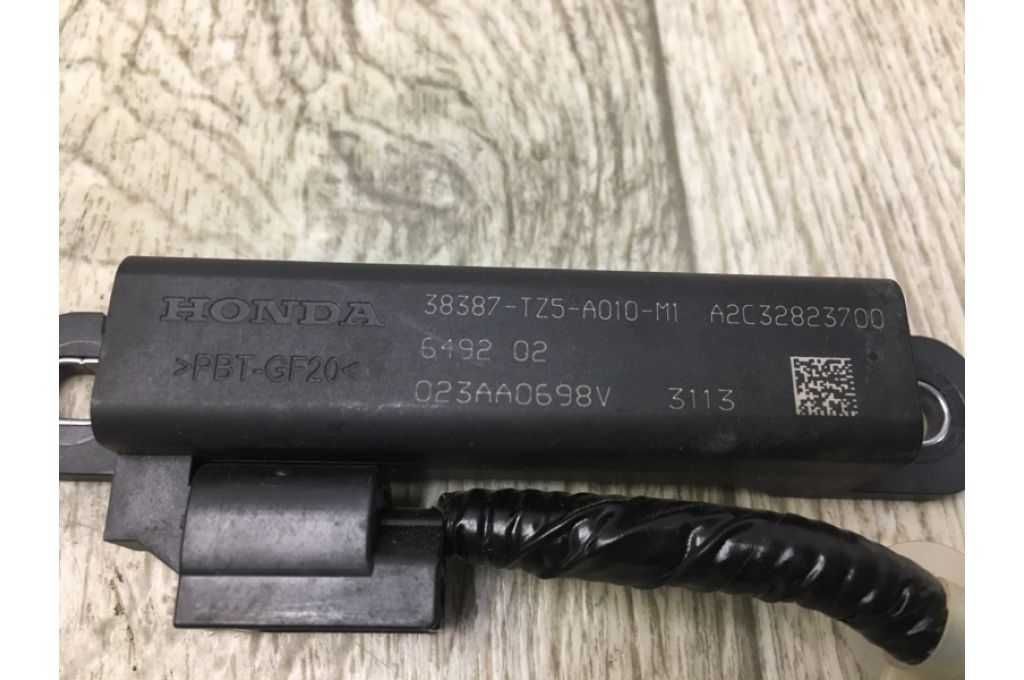 HONDA 38387-TZ5-A010-M1 A2C32823700
>PBT-GF20< 6492 02
023AA0698V 3113